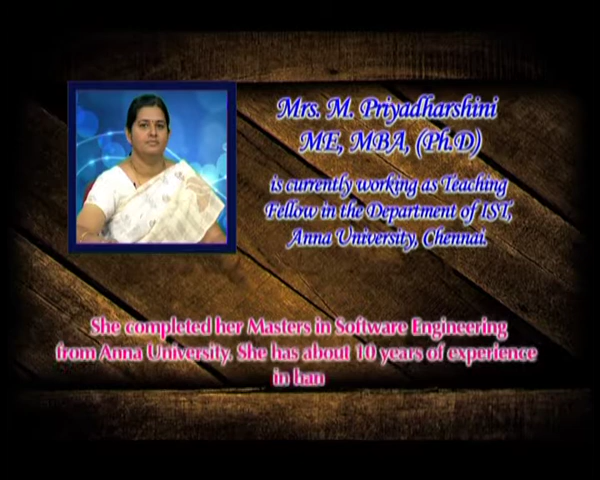 Mrs. M. Priyadharshini
ME, MBA, (Ph.D)
is currently working as Teaching
Fellow in the Department of IST,
Anna University, Chennai.
She completed her Masters in Software Engineering
from Anna University. She has about 10 years of experience
in han